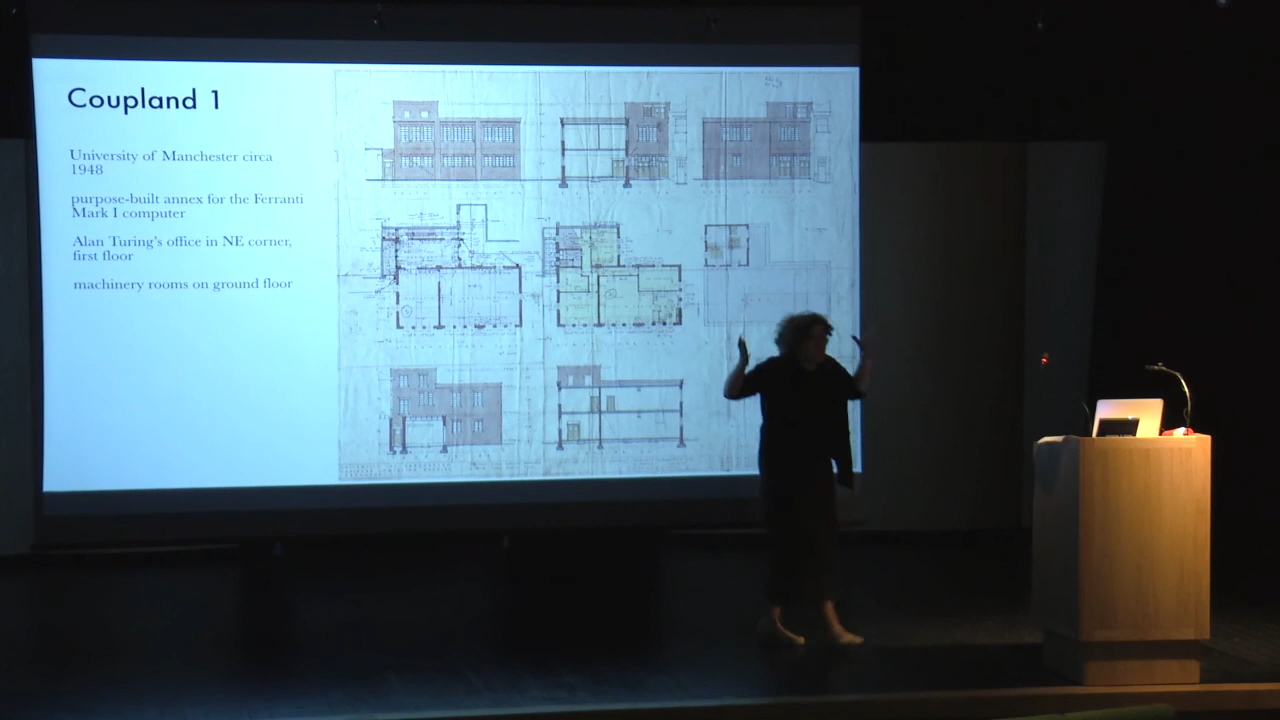 Coupland 1
University of Manchester circa
1948
purpose-built annex for the Ferranti
Mark I computer
Alan Turing's office in NE corner,
first floor
machinery rooms on ground floor